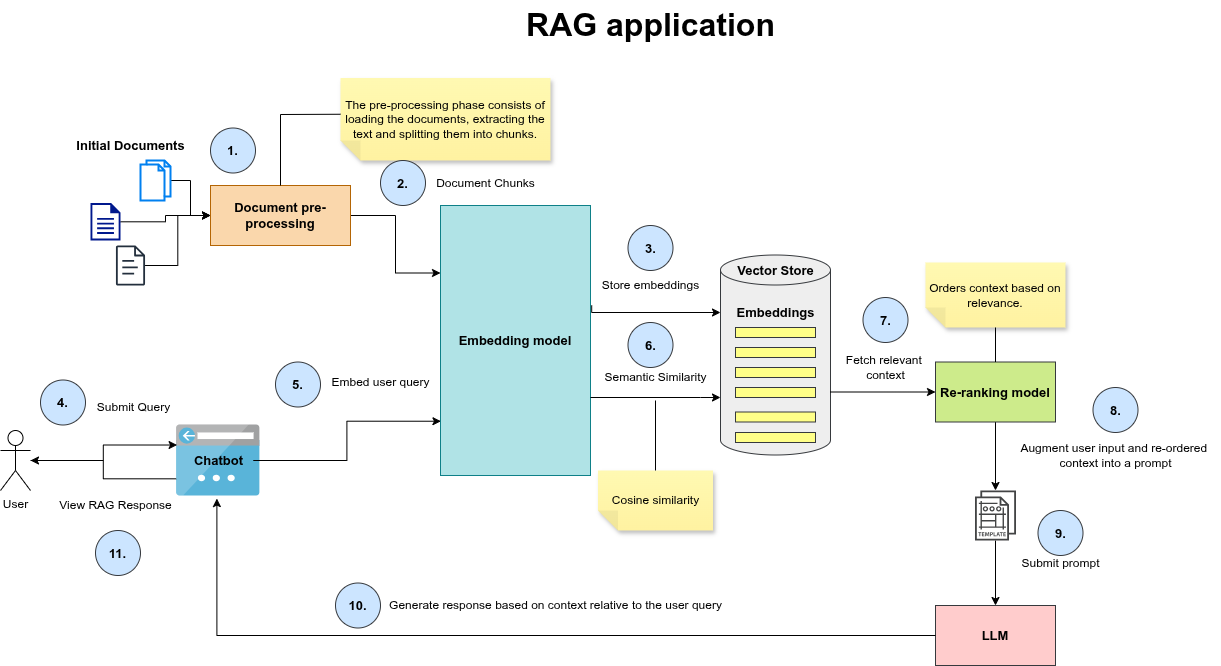 RAG application
The pre-processing phase consists of
loading the documents, extracting the
text and splitting them into chunks.
Initial Documents
1.
2.
Document Chunks
Document pre-
processing
3.
Store embeddings
Vector Store
Embeddings
Orders context based on
relevance.
7.
Fetch relevant
context
Embedding model
6.
Semantic Similarity
5.
Embed user query
4.
Submit Query
Re-ranking model
8.
Augment user input and re-ordered
context into a prompt
Chatbot
User
View RAG Response
Cosine similarity
TEMPLATE
9.
Submit prompt
11.
10.
Generate response based on context relative to the user query
LLM